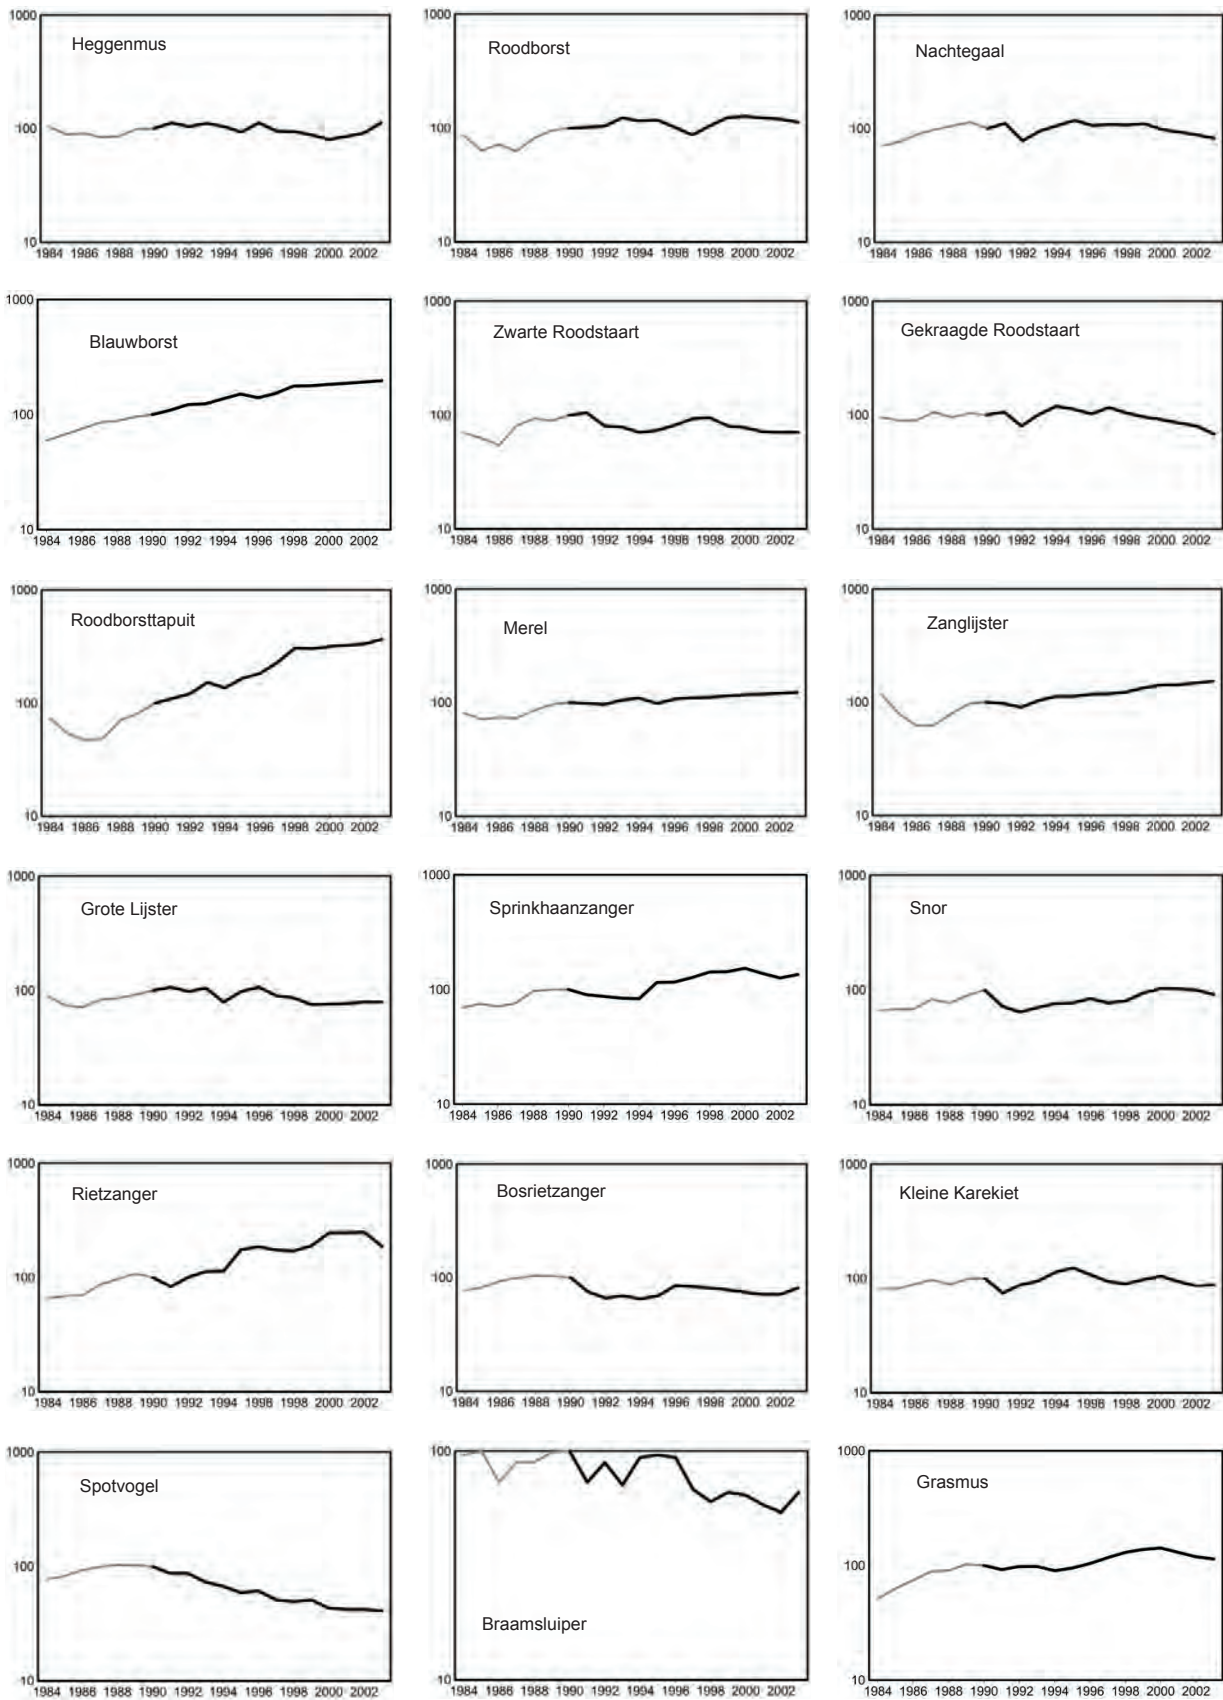 1000
Heggenmus
100
10
1984 1986 1988 1990 1992 1994 1996 1998 2000 2002
1000
Roodborst
100
10
1984 1986 1988 1990 1992 1994 1996 1998 2000 2002
1000
Nachtegaal
100
10
1984 1986 1988 1990 1992 1994 1996 1998 2000 2002
1000
Blauwborst
100
10
1984 1986 1988 1990 1992 1994 1996 1998 2000 2002
1000
Zwarte Roodstaart
100
10
1984 1986 1988 1990 1992 1994 1996 1998 2000 2002
1000
Gekraagde Roodstaart
100
10
1984 1986 1988 1990 1992 1994 1996 1998 2000 2002
1000
Roodborsttapuit
100
10
1984 1986 1988 1990 1992 1994 1996 1998 2000 2002
1000
Merel
100
10
1984 1986 1988 1990 1992 1994 1996 1998 2000 2002
1000
Zanglijster
100
10
1984 1986 1988 1990 1992 1994 1996 1998 2000 2002
1000
Grote Lijster
100
10
1984 1986 1988 1990 1992 1994 1996 1998 2000 2002
1000
Sprinkhaanzanger
100
10
1984 1986 1988 1990 1992 1994 1996 1998 2000 2002
1000
Snor
100
10
1984 1986 1988 1990 1992 1994 1996 1998 2000 2002
1000
Rietzanger
100
10
1984 1986 1988 1990 1992 1994 1996 1998 2000 2002
1000
Bosrietzanger
100
10
1984 1986 1988 1990 1992 1994 1996 1998 2000 2002
1000
Kleine Karekiet
100
10
1984 1986 1988 1990 1992 1994 1996 1998 2000 2002
1000
Spotvogel
100
10
1984 1986 1988 1990 1992 1994 1996 1998 2000 2002
100
Braamsluiper
10
1984 1986 1988 1990 1992 1994 1996 1998 2000 2002
1000
Grasmus
100
10
1984 1986 1988 1990 1992 1994 1996 1998 2000 2002